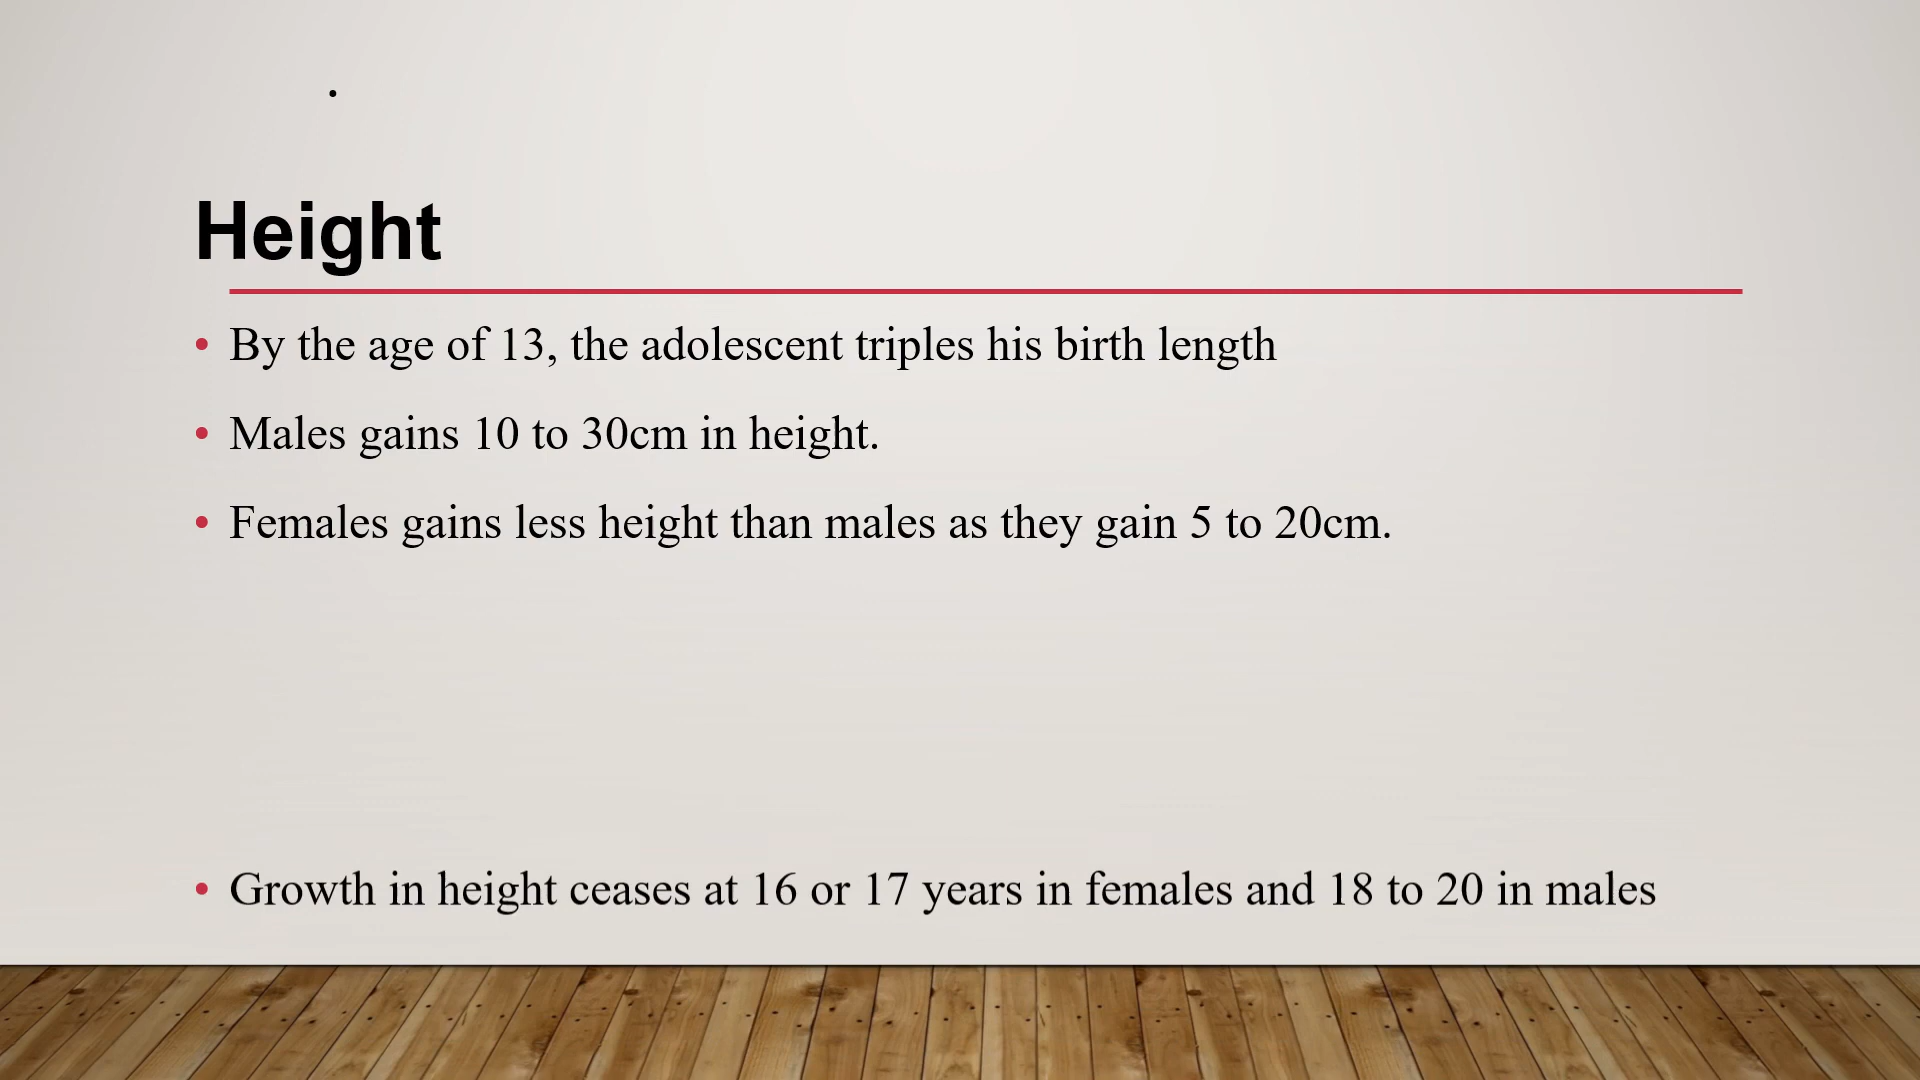 .
Height
• By the age of 13, the adolescent triples his birth length
• Males gains 10 to 30cm in height.
• Females gains less height than males as they gain 5 to 20cm.
• Growth in height ceases at 16 or 17 years in females and 18 to 20 in males